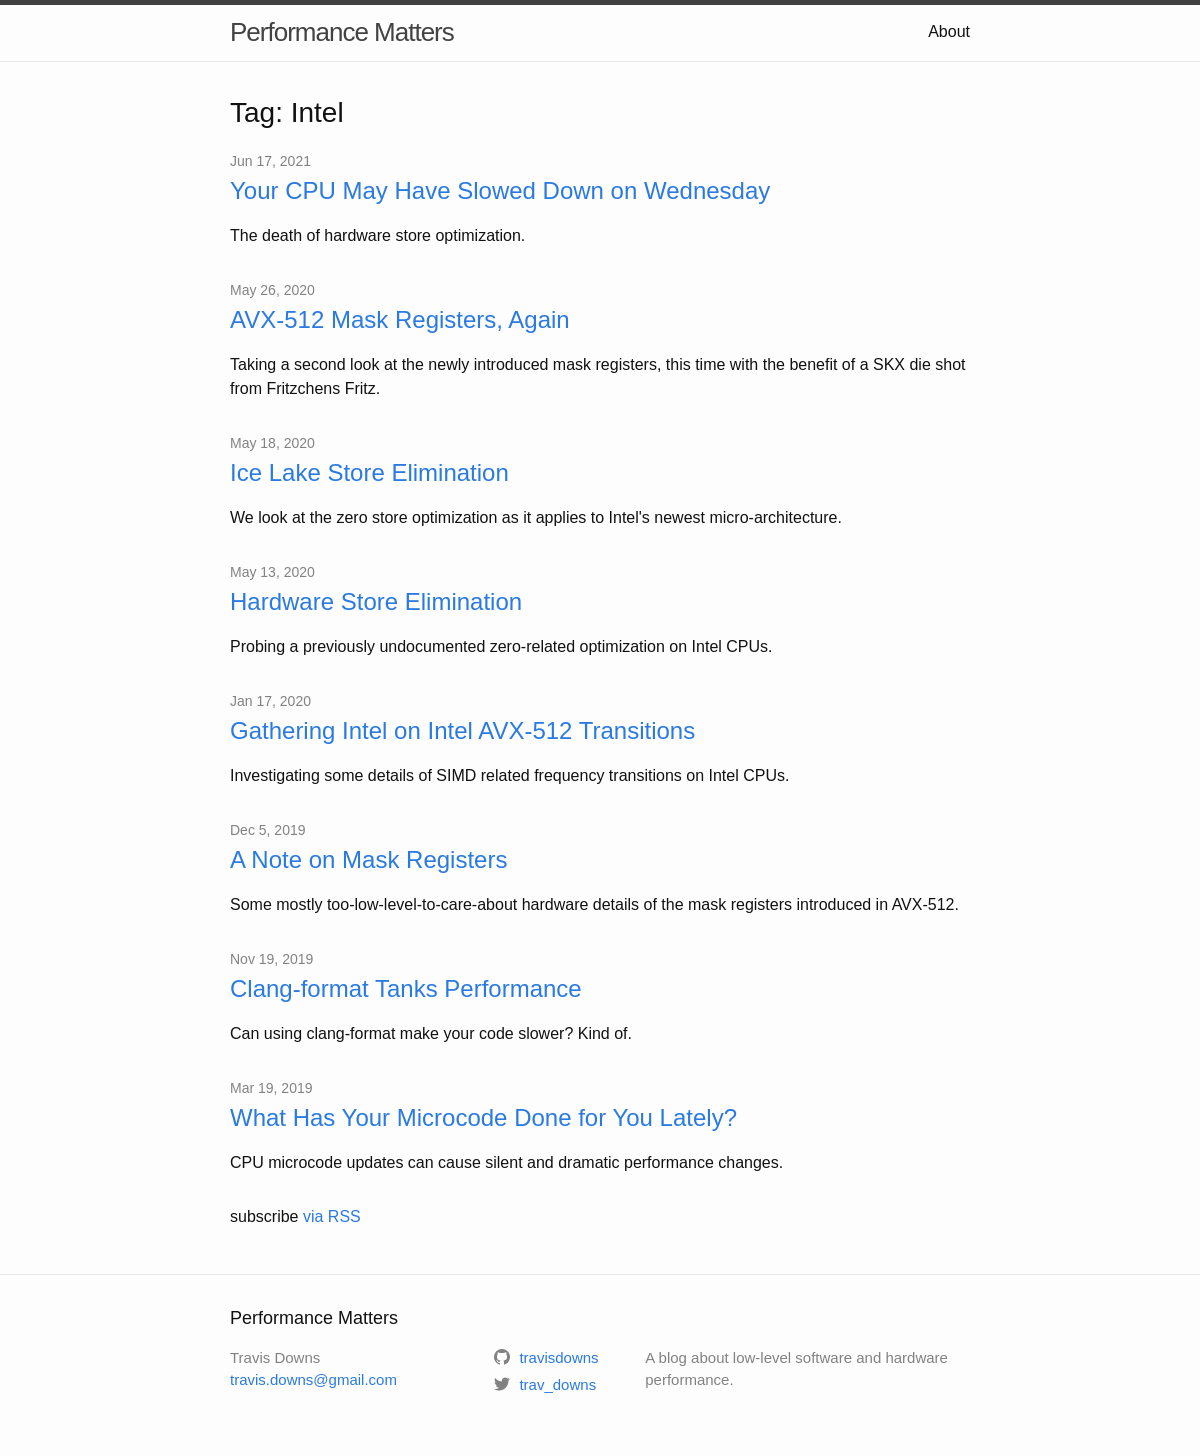 Performance Matters
About
Tag: Intel
Jun 17, 2021
Your CPU May Have Slowed Down on Wednesday
The death of hardware store optimization.
May 26, 2020
AVX-512 Mask Registers, Again
Taking a second look at the newly introduced mask registers, this time with the benefit of a SKX die shot
from Fritzchens Fritz.
May 18, 2020
Ice Lake Store Elimination
We look at the zero store optimization as it applies to Intel's newest micro-architecture.
May 13, 2020
Hardware Store Elimination
Probing a previously undocumented zero-related optimization on Intel CPUs.
Jan 17, 2020
Gathering Intel on Intel AVX-512 Transitions
Investigating some details of SIMD related frequency transitions on Intel CPUs.
Dec 5, 2019
A Note on Mask Registers
Some mostly too-low-level-to-care-about hardware details of the mask registers introduced in AVX-512.
Nov 19, 2019
Clang-format Tanks Performance
Can using clang-format make your code slower? Kind of.
Mar 19, 2019
What Has Your Microcode Done for You Lately?
CPU microcode updates can cause silent and dramatic performance changes.
subscribe via RSS
Performance Matters
Travis Downs
travis.downs@gmail.com
travisdowns
trav_downs
A blog about low-level software and hardware
performance.